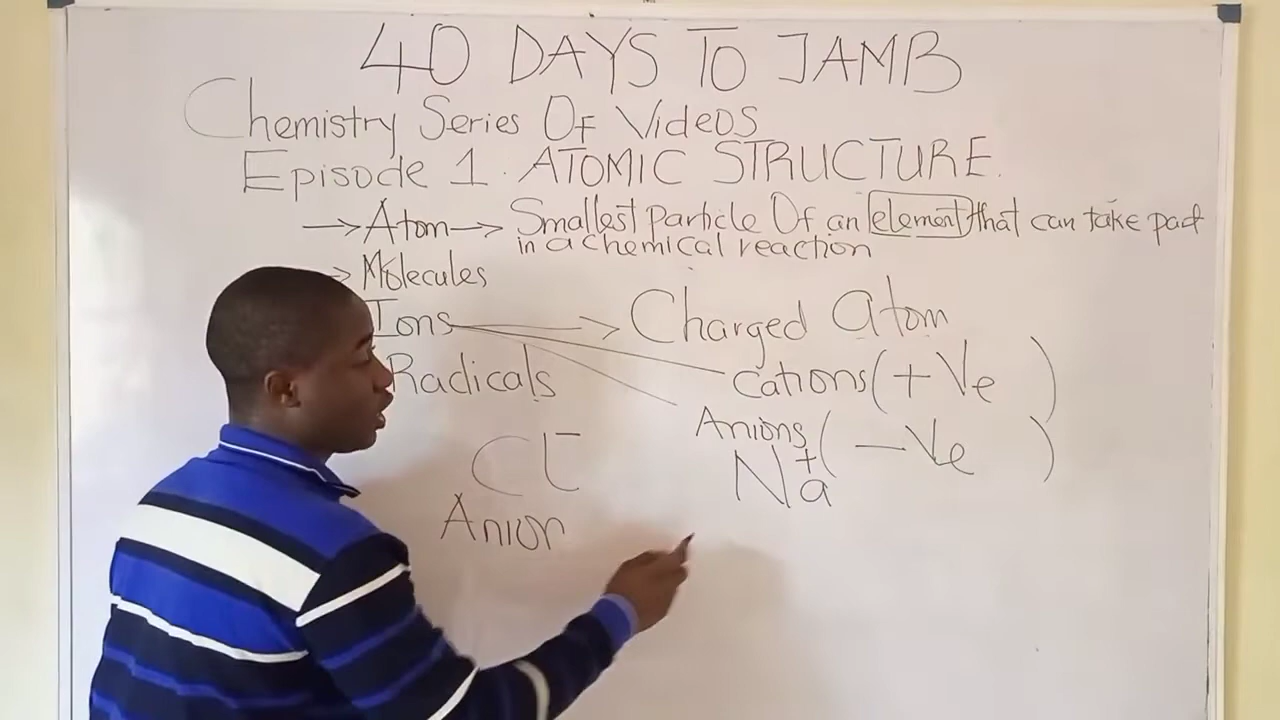 40 DAYS TO JAMB
Chemistry Series Of Videos
Episode 1. ATOMIC STRUCTURE.
→ Atom → Smallest Particle Of an element that can take part
in a chemical reaction
→ Molecules
Ions → Charged Atom
Radicals
cations (+Ve )
Anions (-Ve )
Cl⁻
Na⁺
Anion